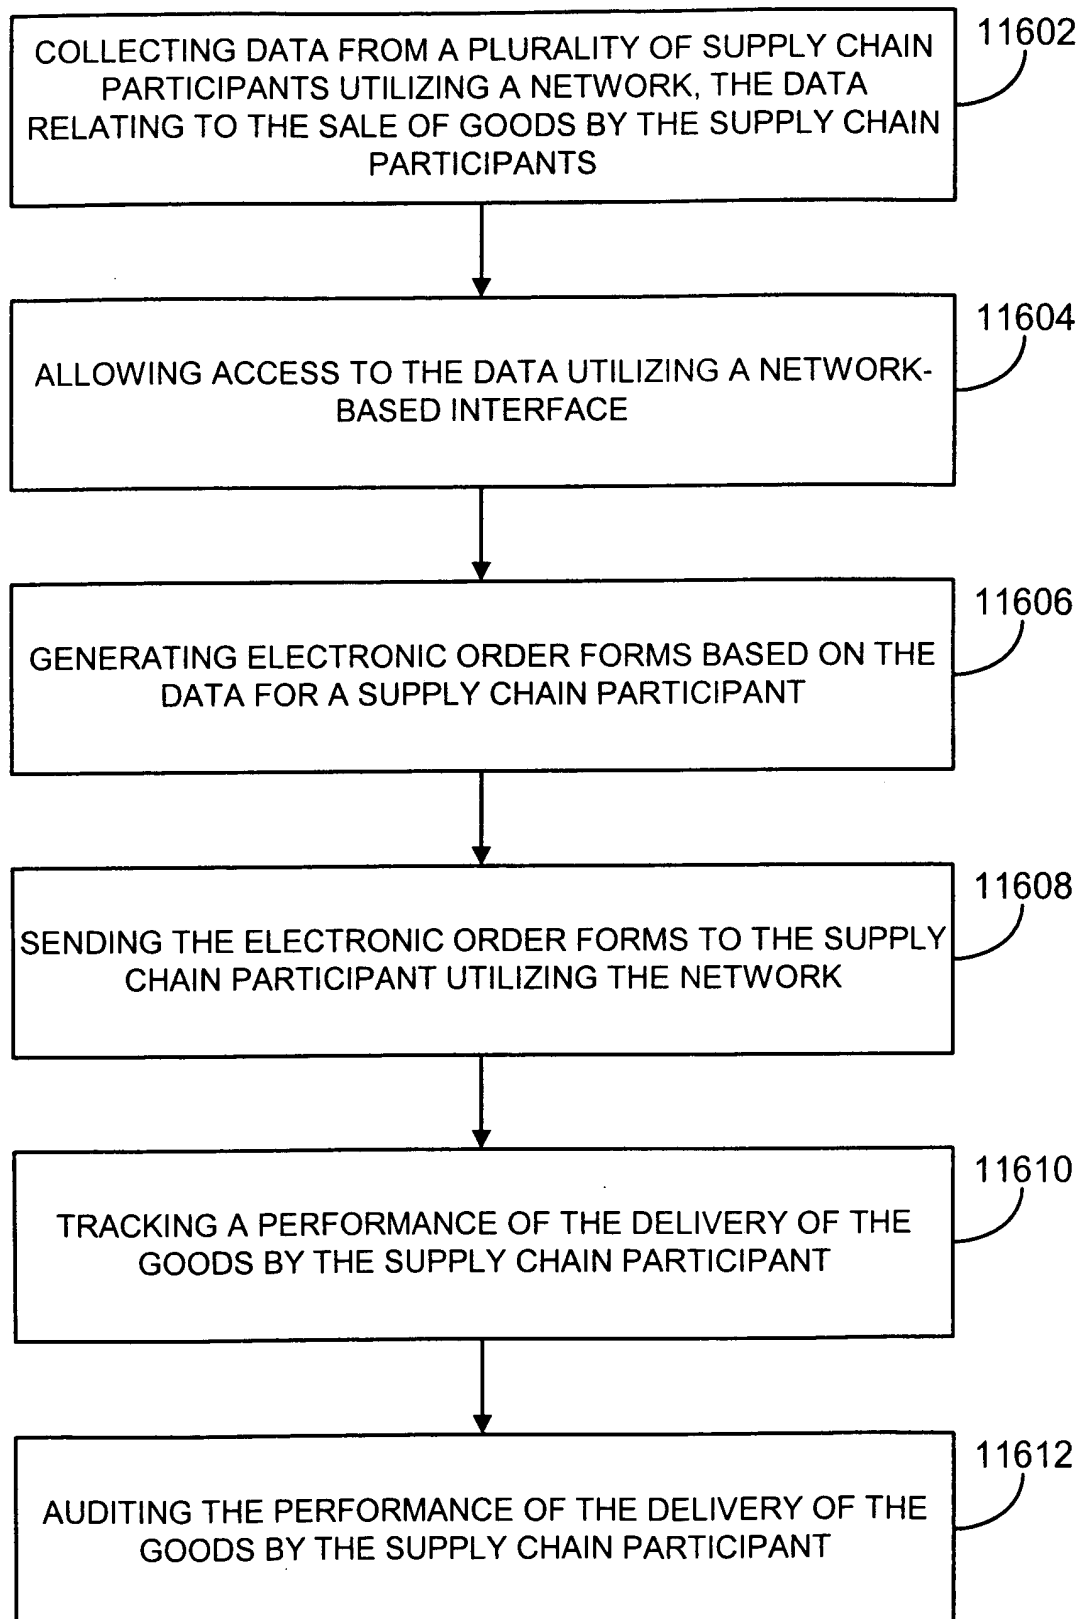 11602
COLLECTING DATA FROM A PLURALITY OF SUPPLY CHAIN
PARTICIPANTS UTILIZING A NETWORK, THE DATA
RELATING TO THE SALE OF GOODS BY THE SUPPLY CHAIN
PARTICIPANTS
11604
ALLOWING ACCESS TO THE DATA UTILIZING A NETWORK-
BASED INTERFACE
11606
GENERATING ELECTRONIC ORDER FORMS BASED ON THE
DATA FOR A SUPPLY CHAIN PARTICIPANT
11608
SENDING THE ELECTRONIC ORDER FORMS TO THE SUPPLY
CHAIN PARTICIPANT UTILIZING THE NETWORK
11610
TRACKING A PERFORMANCE OF THE DELIVERY OF THE
GOODS BY THE SUPPLY CHAIN PARTICIPANT
11612
AUDITING THE PERFORMANCE OF THE DELIVERY OF THE
GOODS BY THE SUPPLY CHAIN PARTICIPANT